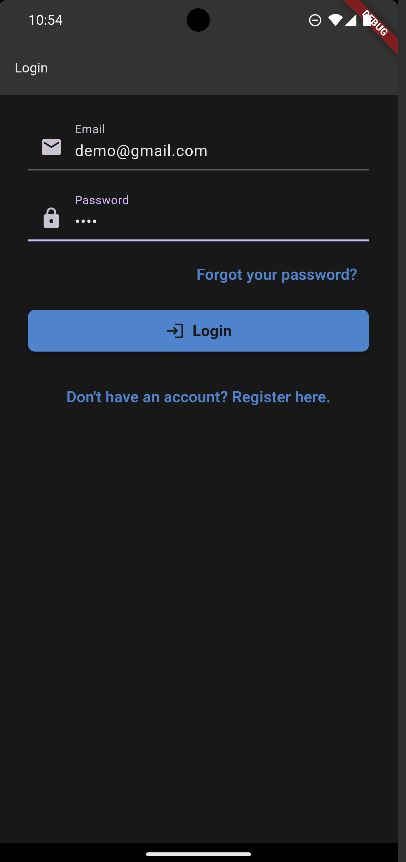 10:54
DEBUG
Login
Email
demo@gmail.com
Password
••••
Forgot your password?
Login
Don't have an account? Register here.